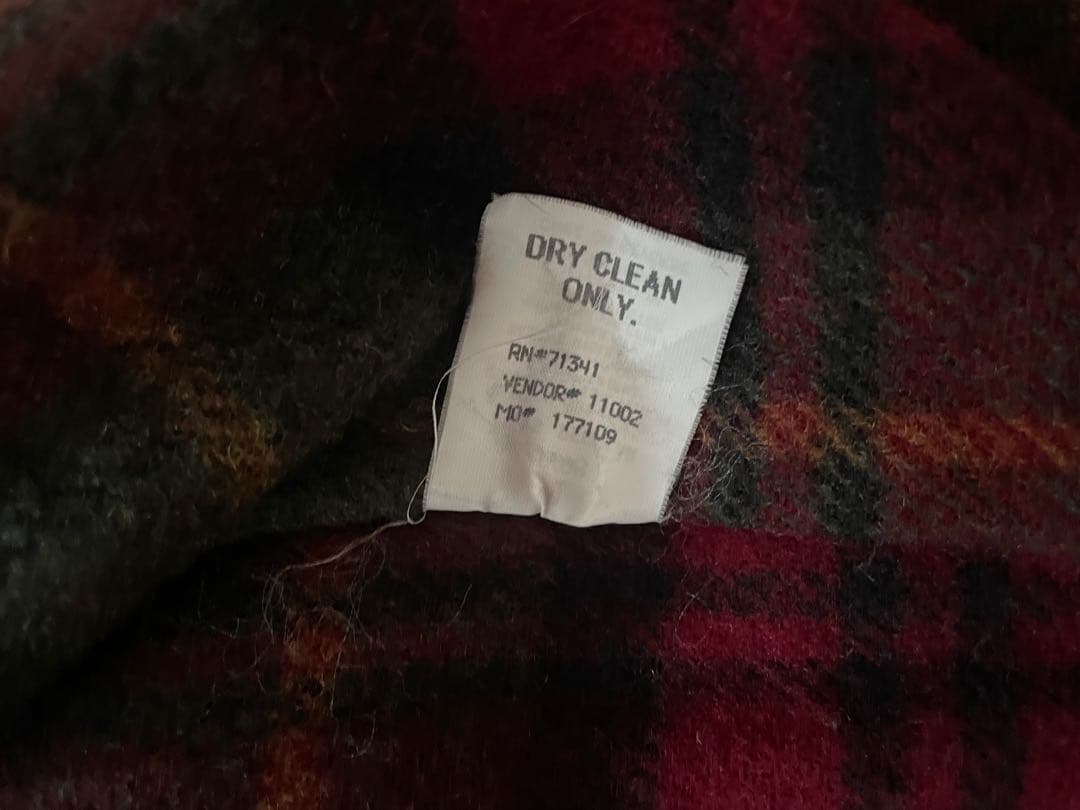 DRY CLEAN
ONLY.
RN#71341
VENDOR# 11002
MO# 177109